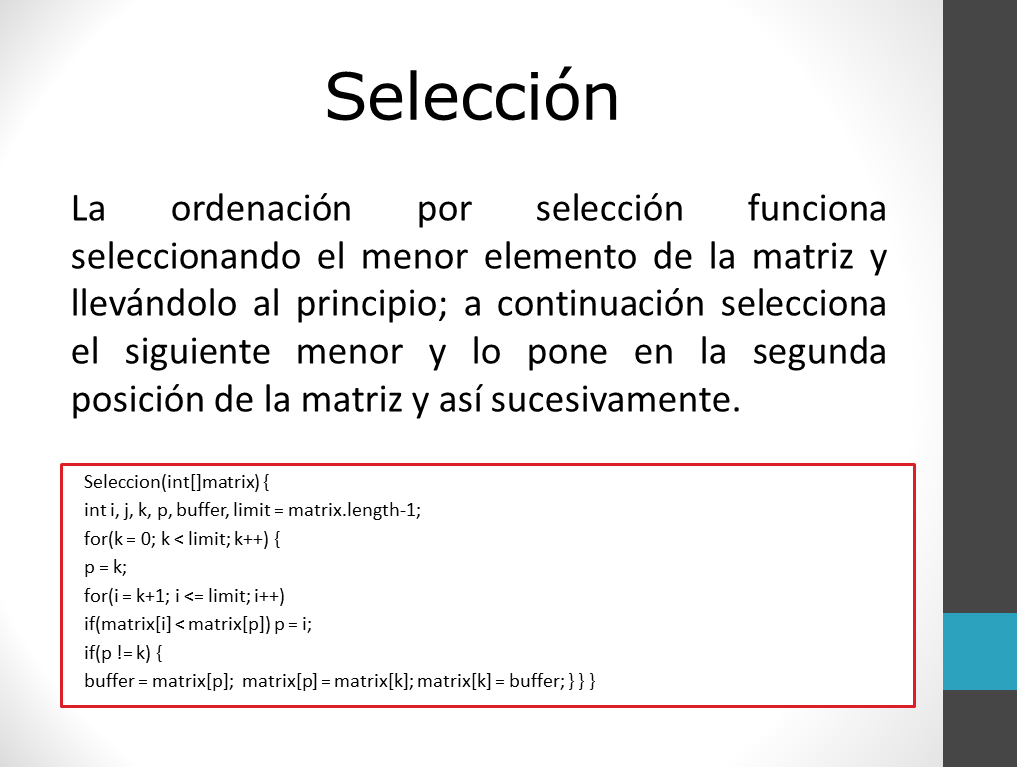 Selección
La ordenación por selección funciona
seleccionando el menor elemento de la matriz y
llevándolo al principio; a continuación selecciona
el siguiente menor y lo pone en la segunda
posición de la matriz y así sucesivamente.
Seleccion(int[]matrix) {
int i, j, k, p, buffer, limit = matrix.length-1;
for(k = 0; k < limit; k++) {
p = k;
for(i = k+1; i <= limit; i++)
if(matrix[i] < matrix[p]) p = i;
if(p != k) {
buffer = matrix[p]; matrix[p] = matrix[k]; matrix[k] = buffer; } } }